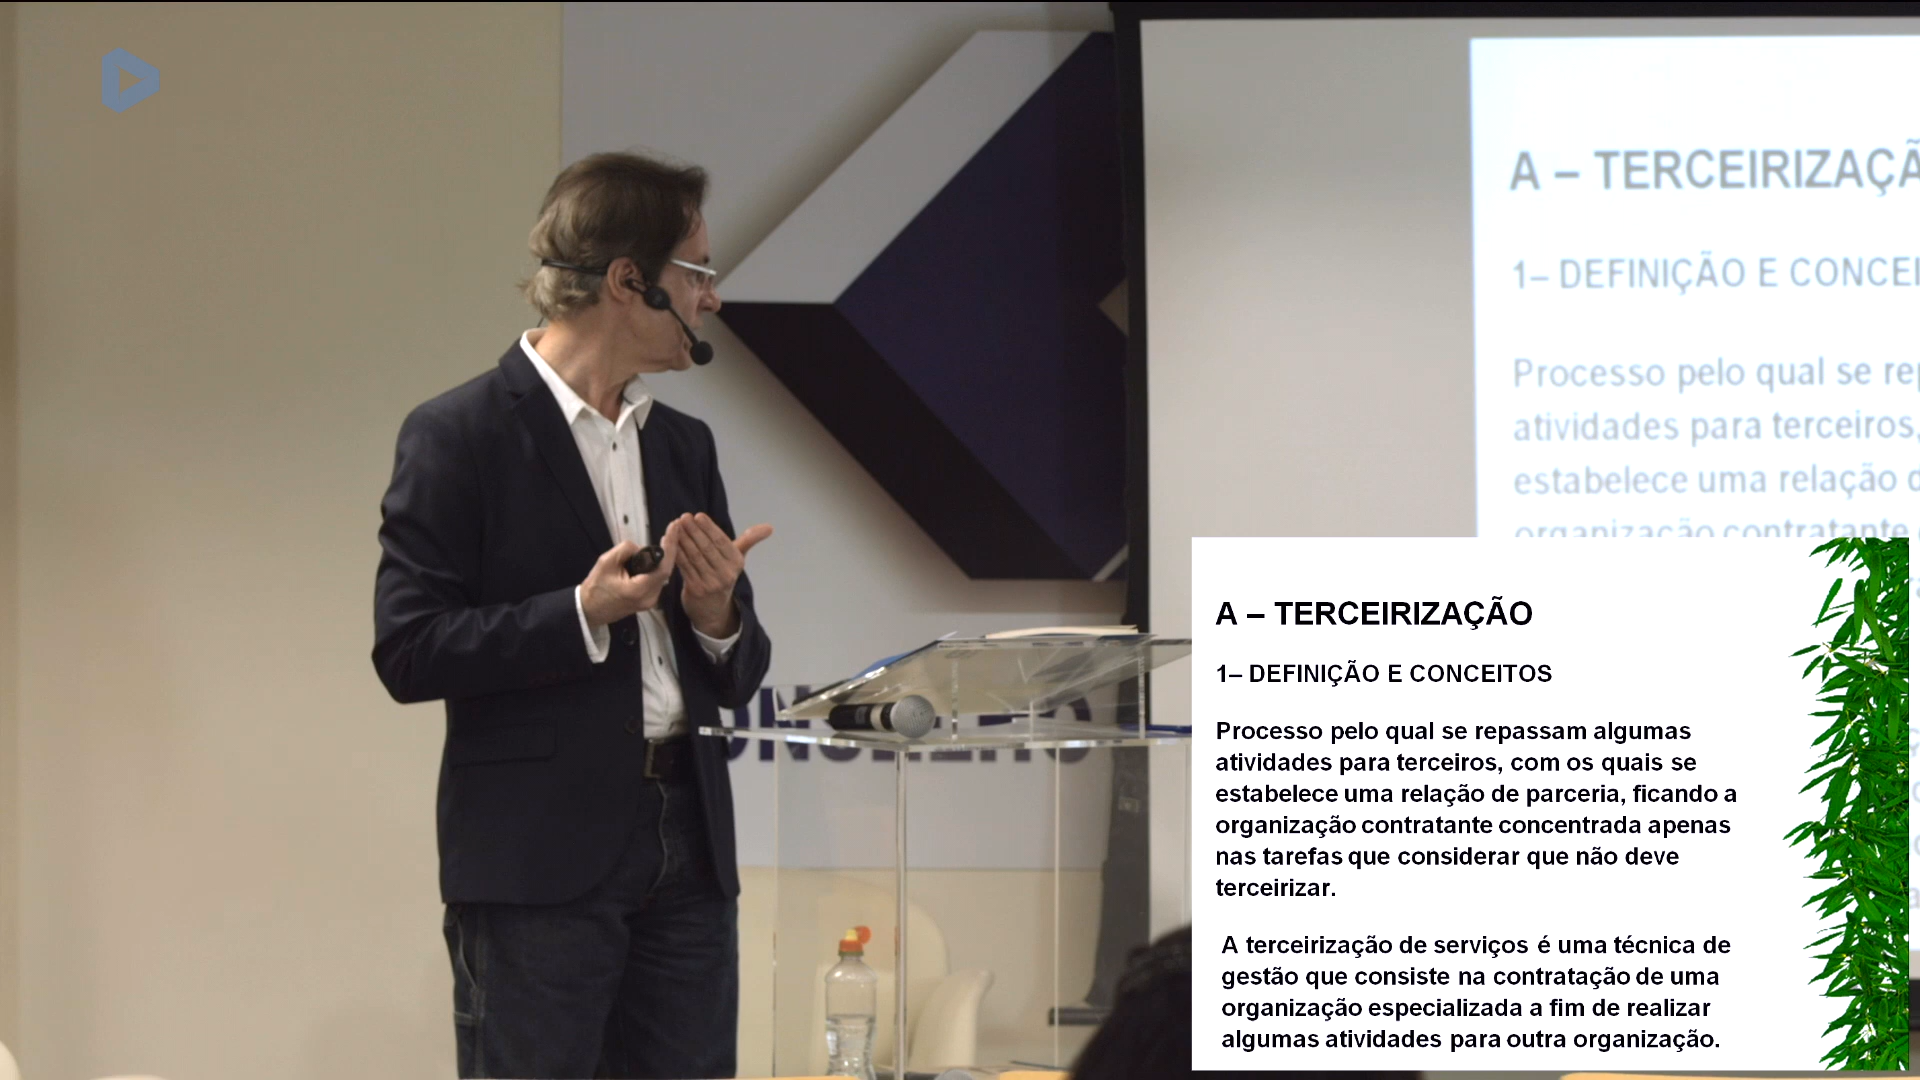 A – TERCEIRIZAÇÃ
1– DEFINIÇÃO E CONCEI
Processo pelo qual se re
atividades para terceiros,
estabelece uma relação d
organização contratante
A – TERCEIRIZAÇÃO
1– DEFINIÇÃO E CONCEITOS
Processo pelo qual se repassam algumas
atividades para terceiros, com os quais se
estabelece uma relação de parceria, ficando a
organização contratante concentrada apenas
nas tarefas que considerar que não deve
terceirizar.
A terceirização de serviços é uma técnica de
gestão que consiste na contratação de uma
organização especializada a fim de realizar
algumas atividades para outra organização.